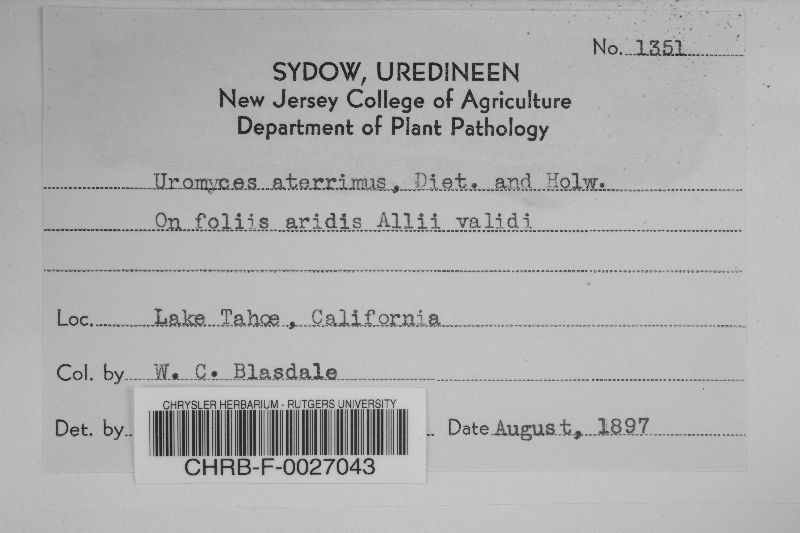 No. 1351
SYDOW, UREDINEEN
New Jersey College of Agriculture
Department of Plant Pathology
Uromyces aterrimus, Diet. and Holw.
On foliis aridis Allii validi
Loc. Lake Tahoe, California
Col. by W. C. Blasdale
Det. by Date August, 1897
CHRYSLER HERBARIUM - RUTGERS UNIVERSITY
CHRB-F-0027043